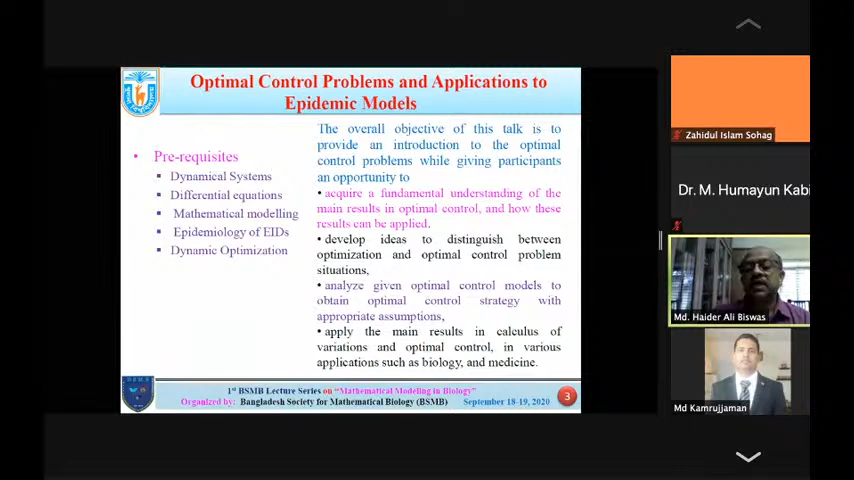 Optimal Control Problems and Applications to
Epidemic Models
• Pre-requisites
▪ Dynamical Systems
▪ Differential equations
▪ Mathematical modelling
▪ Epidemiology of EIDs
▪ Dynamic Optimization
The overall objective of this talk is to
provide an introduction to the optimal
control problems while giving participants
an opportunity to
•acquire a fundamental understanding of the
main results in optimal control, and how these
results can be applied.
•develop ideas to distinguish between
optimization and optimal control problem
situations,
•analyze given optimal control models to
obtain optimal control strategy with
appropriate assumptions,
•apply the main results in calculus of
variations and optimal control, in various
applications such as biology, and medicine.
1st BSMB Lecture Series on "Mathematical Modeling in Biology"
Organized by: Bangladesh Society for Mathematical Biology (BSMB) September 18-19, 2020
3
Zahidul Islam Sohag
Dr. M. Humayun Kabi
Md. Haider Ali Biswas
Md Kamrujjaman